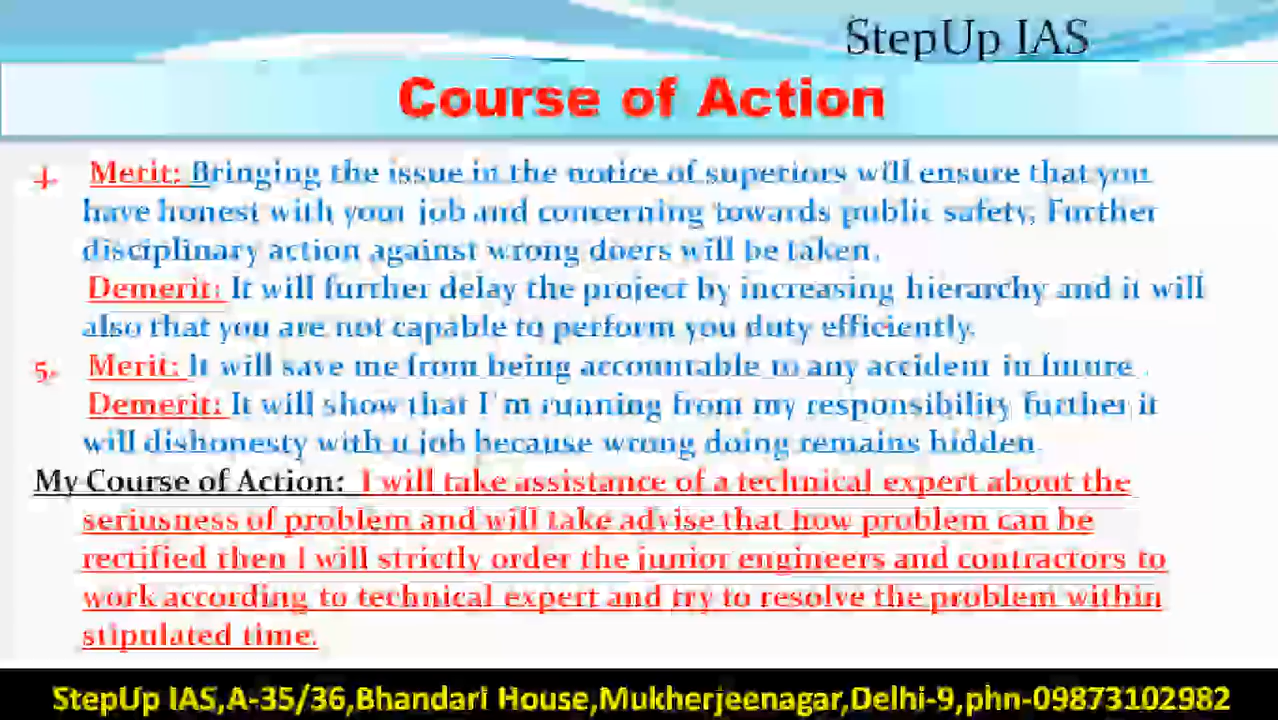 StepUp IAS
Course of Action
4. Merit: Bringing the issue in the notice of superiors will ensure that you
have honest with your job and concerning towards public safety, Further
disciplinary action against wrong doers will be taken.
Demerit: It will further delay the project by increasing hierarchy and it will
also that you are not capable to perform you duty efficiently.
5. Merit: It will save me from being accountable to any accident in future .
Demerit: It will show that I'm running from my responsibility further it
will dishonesty with u job because wrong doing remains hidden.
My Course of Action: I will take assistance of a technical expert about the
seriusness of problem and will take advise that how problem can be
rectified then I will strictly order the junior engineers and contractors to
work according to technical expert and try to resolve the problem within
stipulated time.
StepUp IAS,A-35/36,Bhandari House,Mukherjeenagar,Delhi-9,phn-09873102982